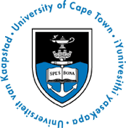 University of Cape Town
iYunivesithi yaseKapa
Universiteit van Kaapstad
SPES BONA